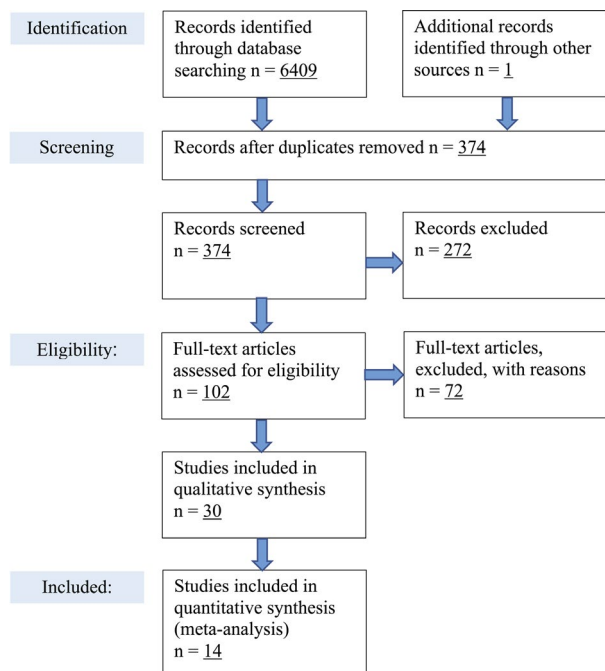 Identification
Records identified
through database
searching n = 6409
Additional records
identified through other
sources n = 1
Screening
Records after duplicates removed n = 374
Records screened
n = 374
Records excluded
n = 272
Eligibility:
Full-text articles
assessed for eligibility
n = 102
Full-text articles,
excluded, with reasons
n = 72
Studies included in
qualitative synthesis
n = 30
Included:
Studies included in
quantitative synthesis
(meta-analysis)
n = 14